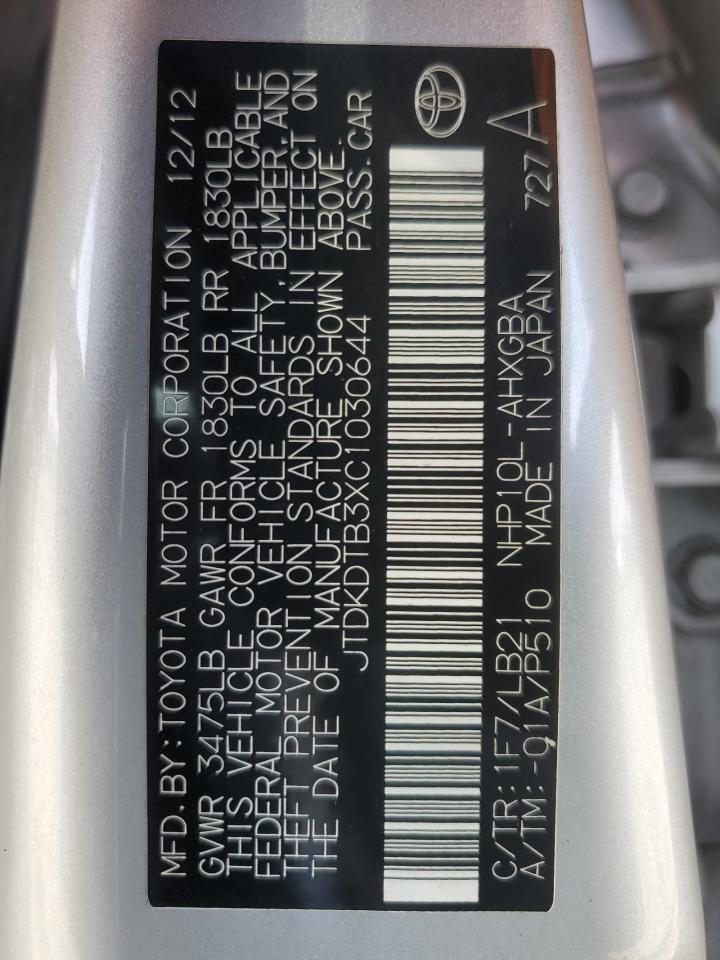 MFD.BY:TOYOTA MOTOR CORPORATION 12/12
GVWR 3475LB GAWR FR 1830LB RR 1830LB
THIS VEHICLE CONFORMS TO ALL APPLICABLE
FEDERAL MOTOR VEHICLE SAFETY,BUMPER,AND
THEFT PREVENTION STANDARDS IN EFFECT ON
THE DATE OF MANUFACTURE SHOWN ABOVE.
JTDKDTB3XC1030644 PASS.CAR
C/TR:1F7/LB21 NHP10L-AHXGBA 727 A
A/TM:-01A/P510 MADE IN JAPAN